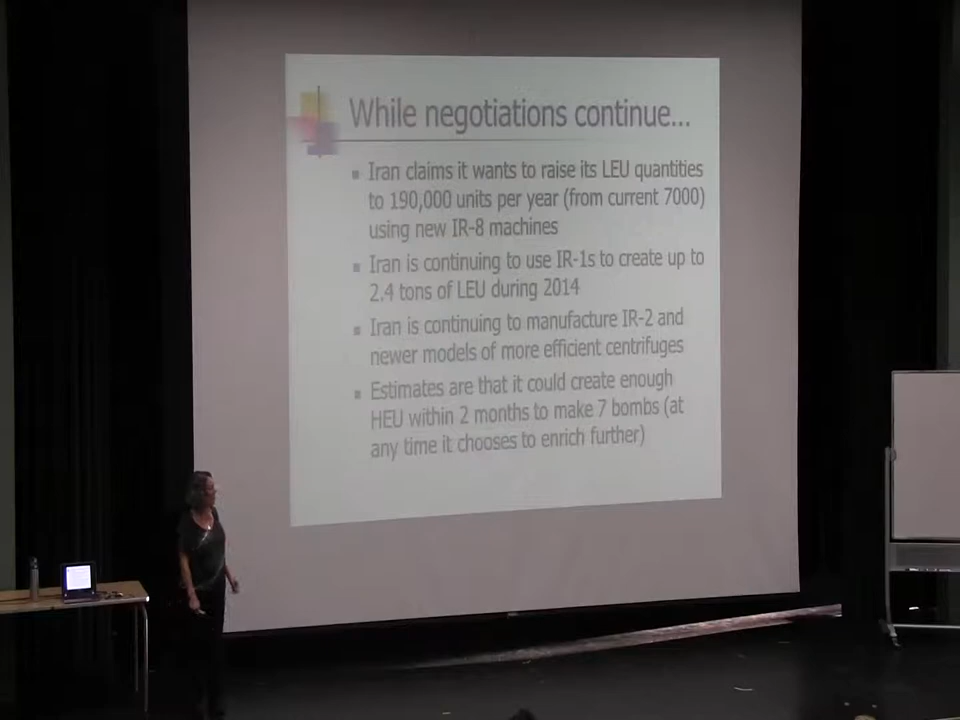 While negotiations continue...
Iran claims it wants to raise its LEU quantities
to 190,000 units per year (from current 7000)
using new IR-8 machines
Iran is continuing to use IR-1s to create up to
2.4 tons of LEU during 2014
Iran is continuing to manufacture IR-2 and
newer models of more efficient centrifuges
Estimates are that it could create enough
HEU within 2 months to make 7 bombs (at
any time it chooses to enrich further)